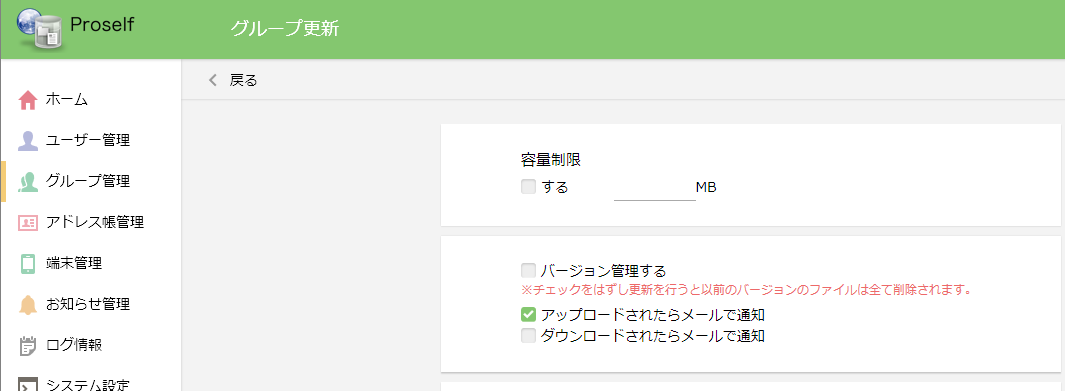 Proself
グループ更新
戻る
ホーム
ユーザー管理
グループ管理
アドレス帳管理
端末管理
お知らせ管理
ログ情報
システム設定
容量制限
する MB
バージョン管理する
※チェックをはずし更新を行うと以前のバージョンのファイルは全て削除されます。
アップロードされたらメールで通知
ダウンロードされたらメールで通知